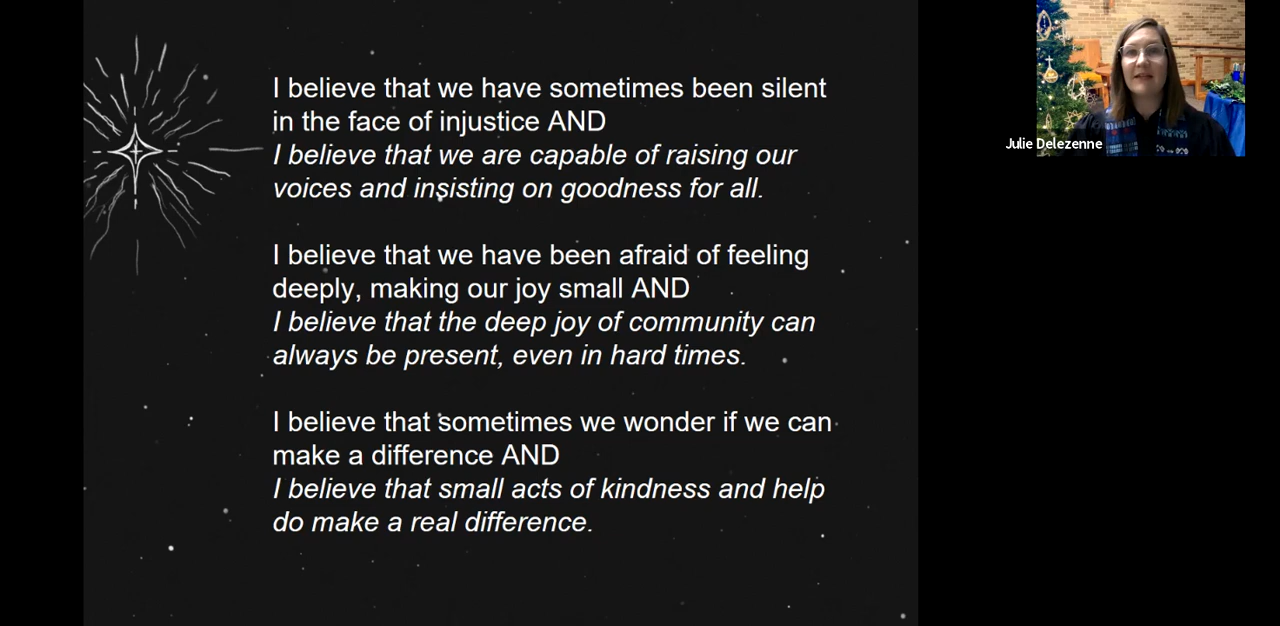 I believe that we have sometimes been silent
in the face of injustice AND
I believe that we are capable of raising our
voices and insisting on goodness for all.
I believe that we have been afraid of feeling
deeply, making our joy small AND
I believe that the deep joy of community can
always be present, even in hard times.
I believe that sometimes we wonder if we can
make a difference AND
I believe that small acts of kindness and help
do make a real difference.
Julie Delezenne